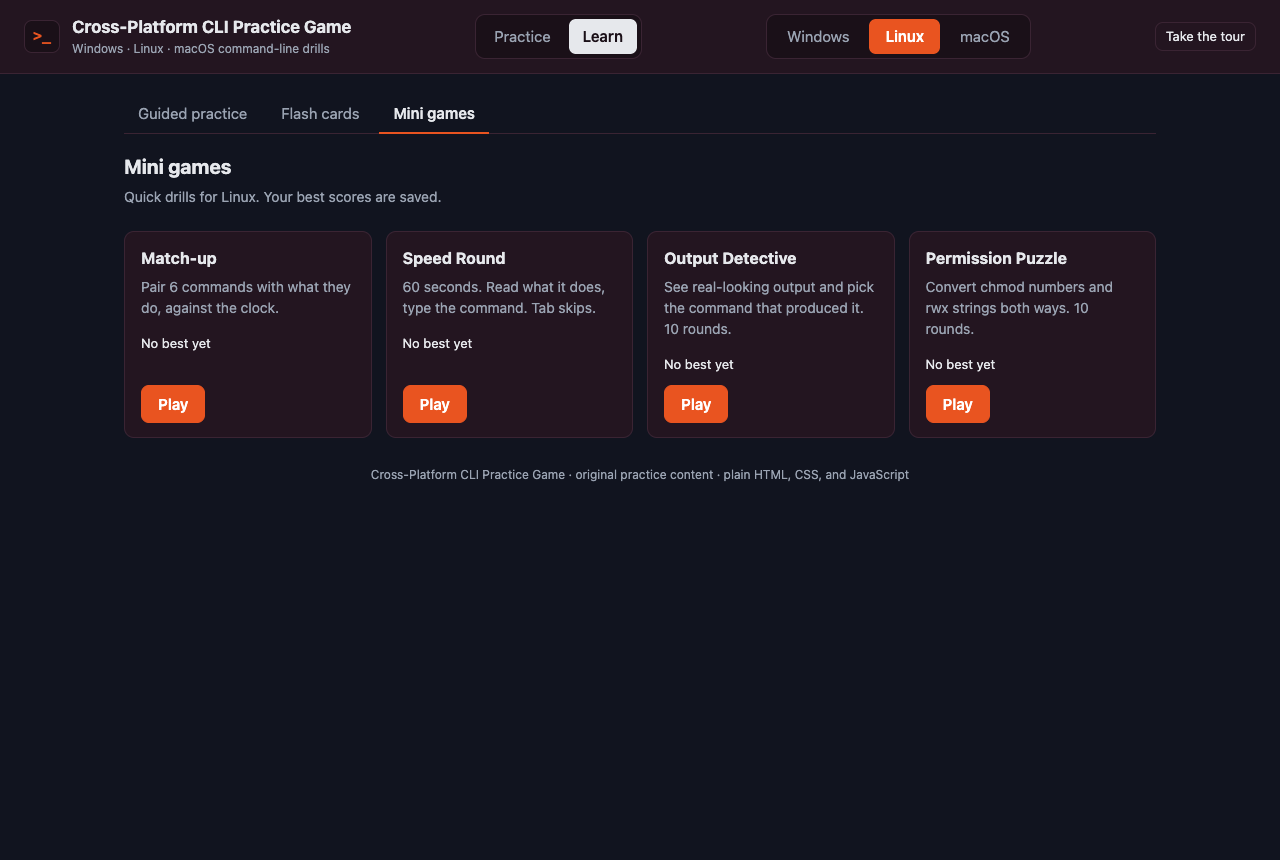 >_
Cross-Platform CLI Practice Game
Windows · Linux · macOS command-line drills
Practice
Learn
Windows
Linux
macOS
Take the tour
Guided practice
Flash cards
Mini games
Mini games
Quick drills for Linux. Your best scores are saved.
Match-up
Pair 6 commands with what they
do, against the clock.
No best yet
Play
Speed Round
60 seconds. Read what it does,
type the command. Tab skips.
No best yet
Play
Output Detective
See real-looking output and pick
the command that produced it.
10 rounds.
No best yet
Play
Permission Puzzle
Convert chmod numbers and
rwx strings both ways. 10
rounds.
No best yet
Play
Cross-Platform CLI Practice Game · original practice content · plain HTML, CSS, and JavaScript